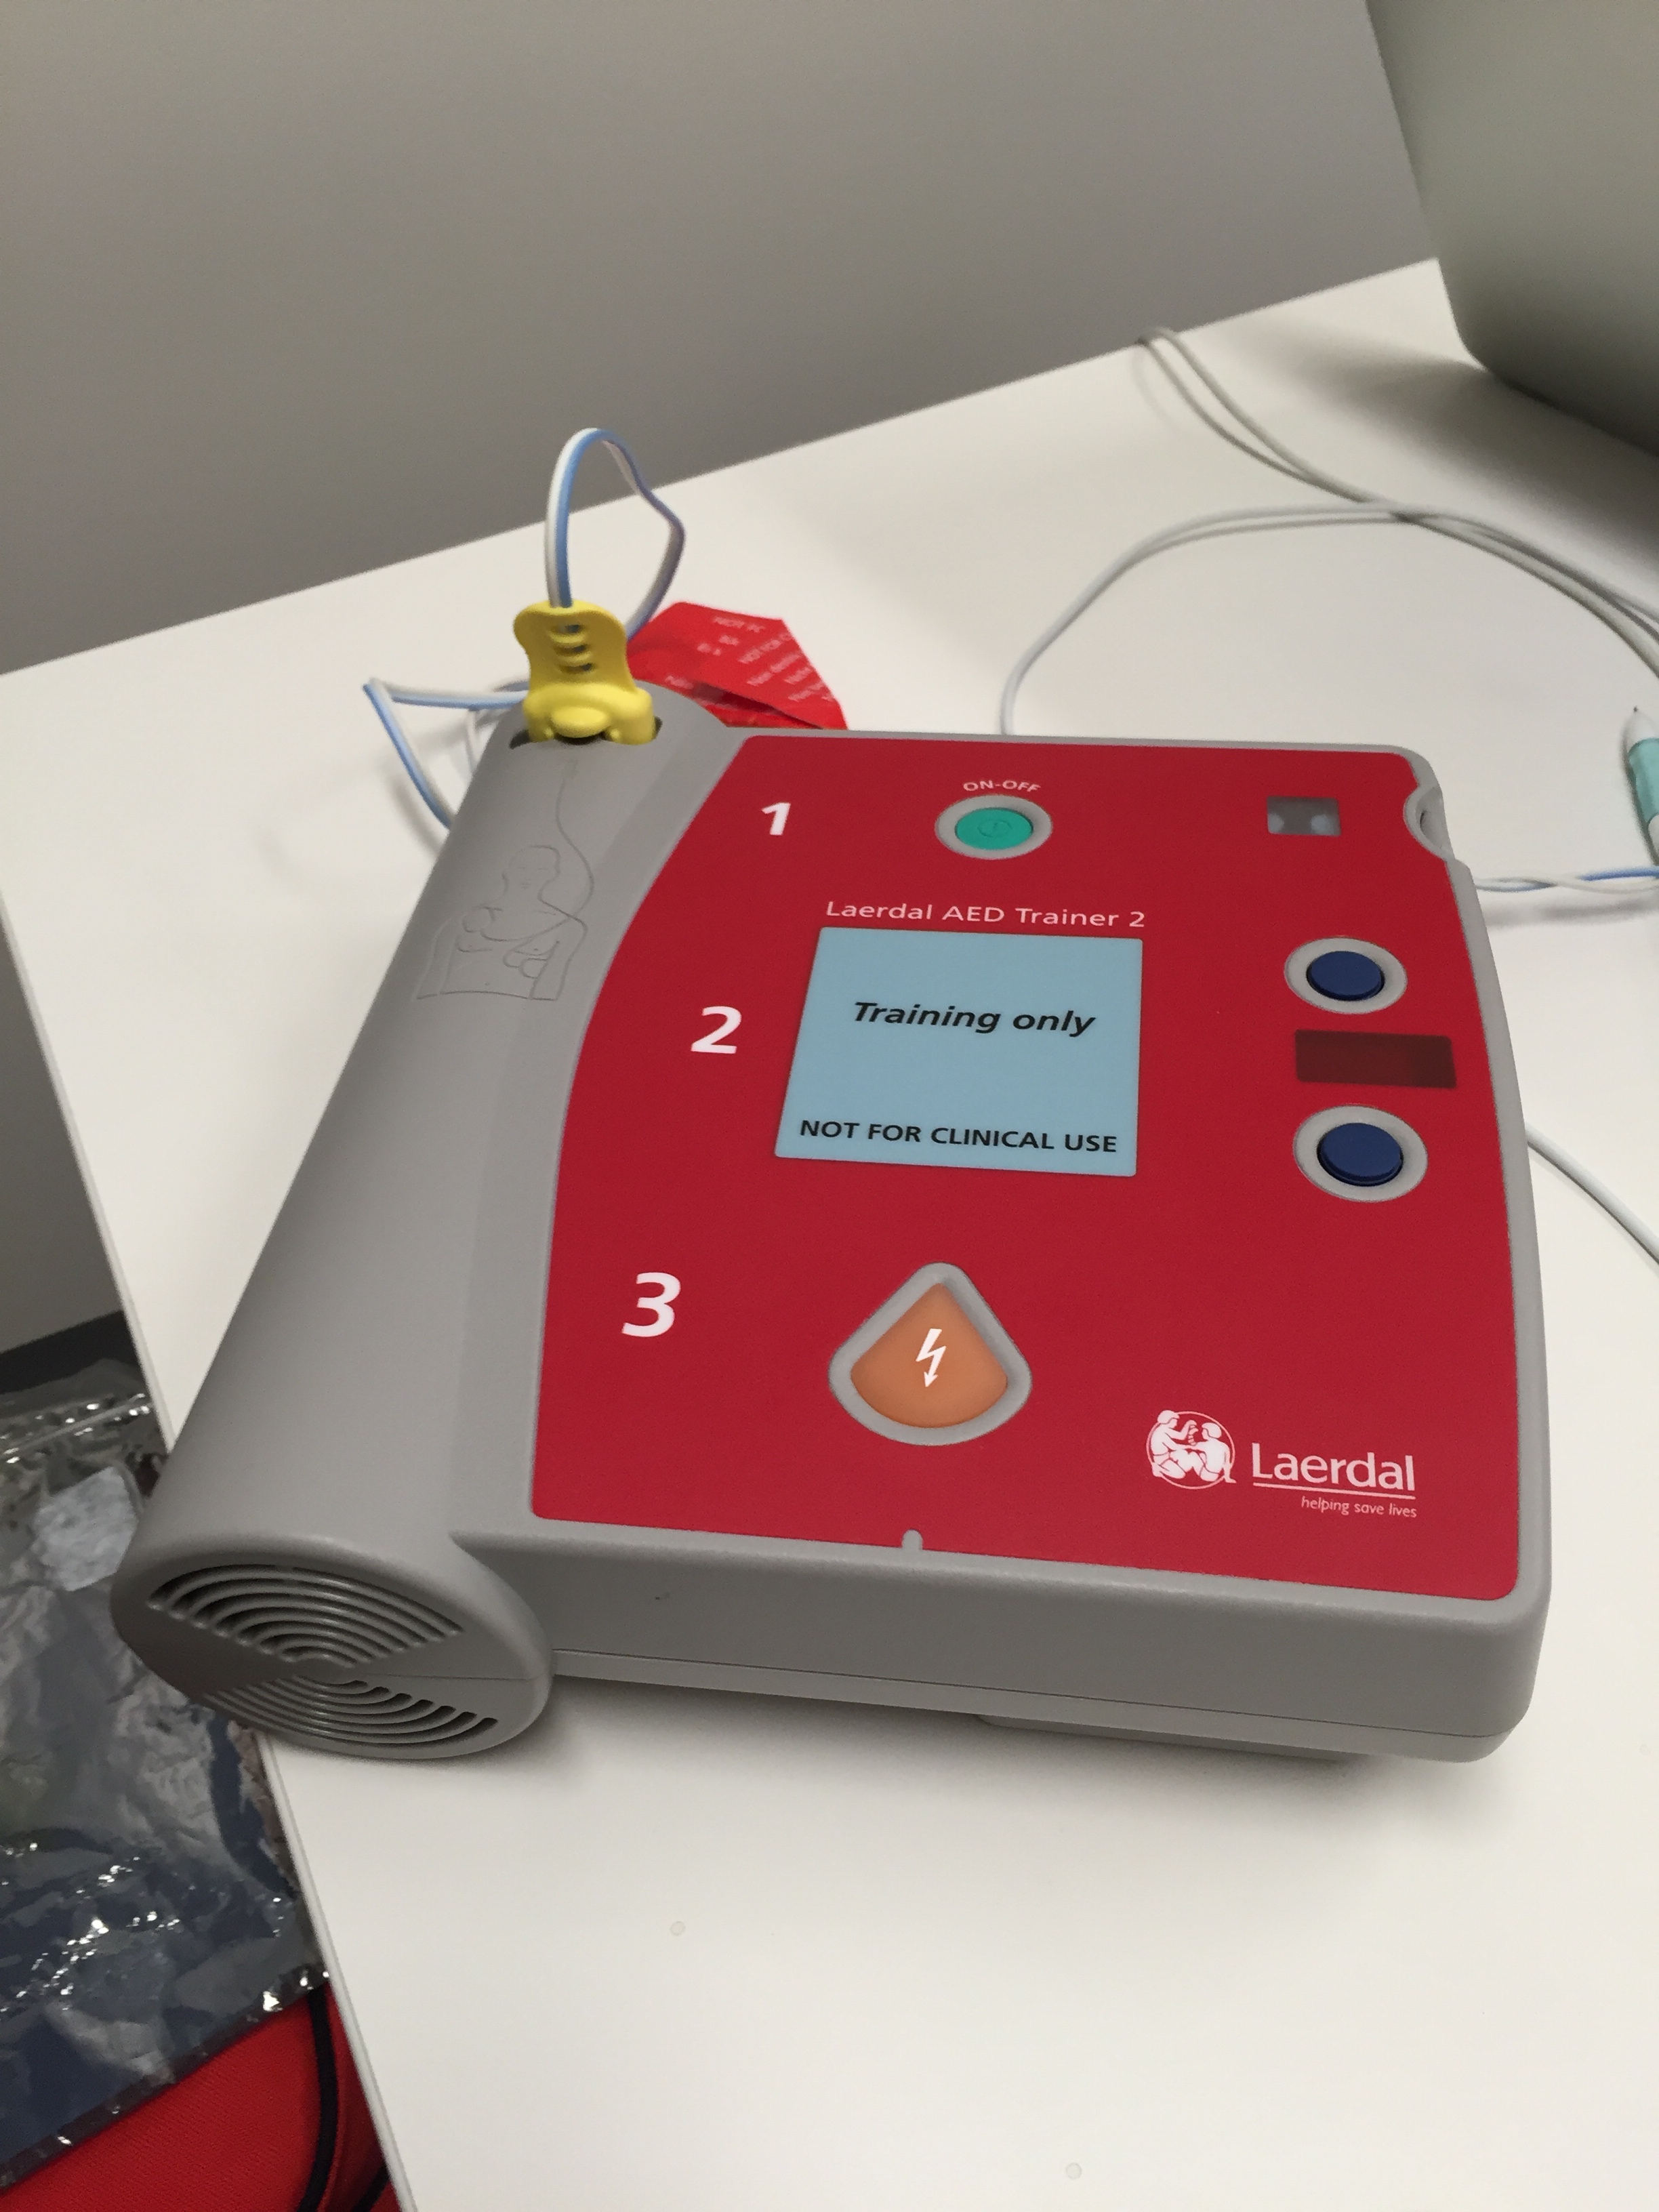 ON-OFF
1
Laerdal AED Trainer 2
Training only
2
NOT FOR CLINICAL USE
3
Laerdal
helping save lives